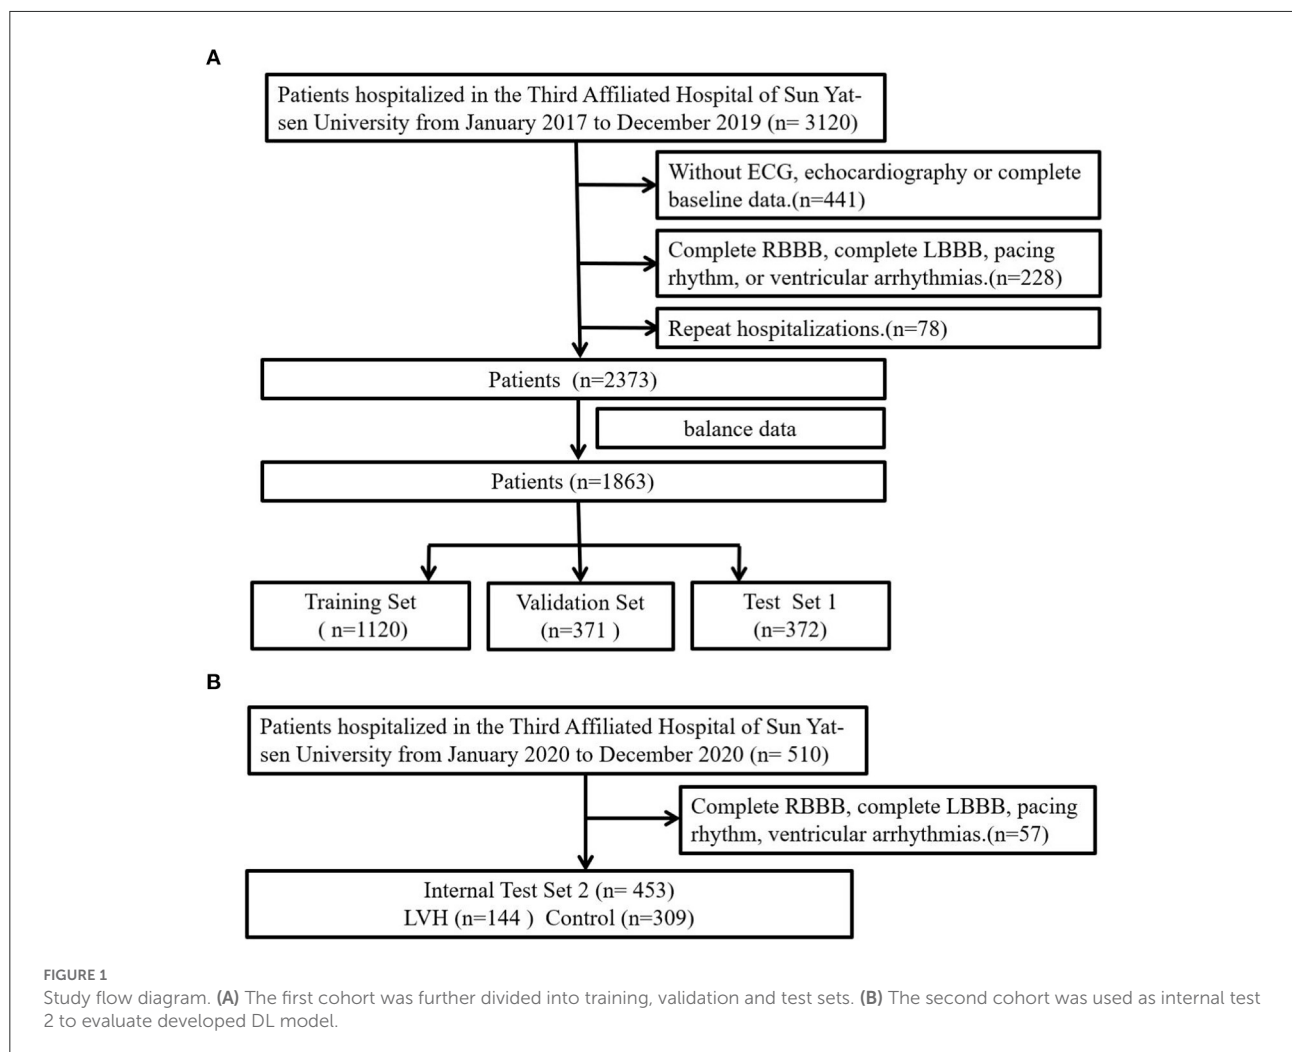 A
Patients hospitalized in the Third Affiliated Hospital of Sun Yat-
sen University from January 2017 to December 2019 (n= 3120)
Without ECG, echocardiography or complete
baseline data.(n=441)
Complete RBBB, complete LBBB, pacing
rhythm, or ventricular arrhythmias.(n=228)
Repeat hospitalizations.(n=78)
Patients (n=2373)
balance data
Patients (n=1863)
Training Set
( n=1120)
Validation Set
(n=371 )
Test Set 1
(n=372)
B
Patients hospitalized in the Third Affiliated Hospital of Sun Yat-
sen University from January 2020 to December 2020 (n= 510)
Complete RBBB, complete LBBB, pacing
rhythm, ventricular arrhythmias.(n=57)
Internal Test Set 2 (n= 453)
LVH (n=144 ) Control (n=309)
FIGURE 1
Study flow diagram. (A) The first cohort was further divided into training, validation and test sets. (B) The second cohort was used as internal test
2 to evaluate developed DL model.